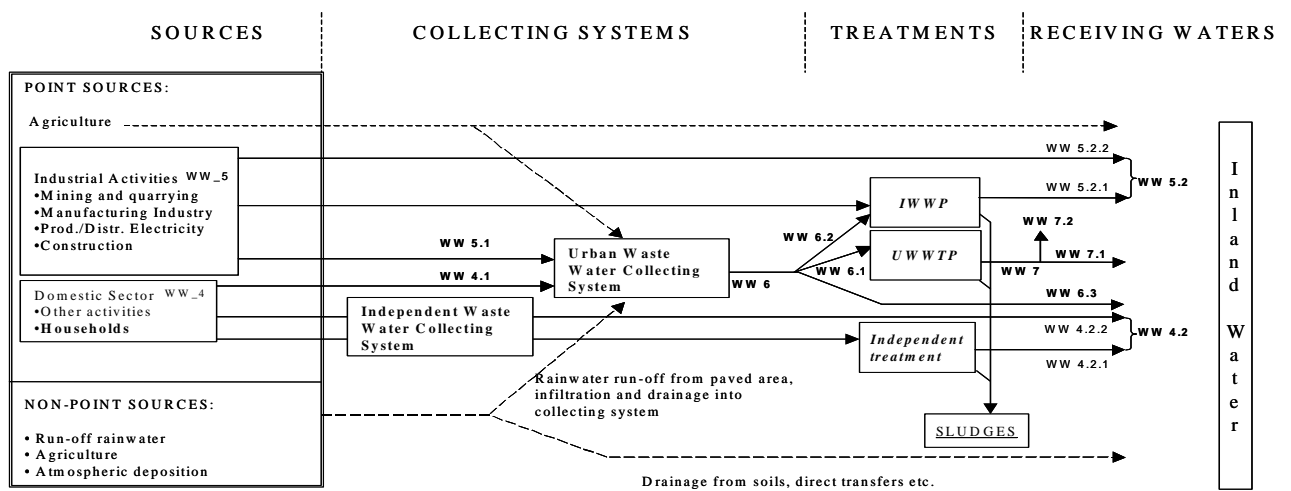 SOURCES
COLLECTING SYSTEMS
TREATMENTS
RECEIVING WATERS
POINT SOURCES:
Agriculture
Industrial Activities WW_5
•Mining and quarrying
•Manufacturing Industry
•Prod./Distr. Electricity
•Construction
Domestic Sector WW_4
•Other activities
•Households
NON-POINT SOURCES:
• Run-off rainwater
• Agriculture
• Atmospheric deposition
WW 5.1
WW 4.1
Independent Waste
Water Collecting
System
Urban Waste
Water Collecting
System
WW 6
Rainwater run-off from paved area,
infiltration and drainage into
collecting system
Drainage from soils, direct transfers etc.
WW 6.2
WW 6.1
IWWP
UWWTP
Independent
treatment
SLUDGES
WW 5.2.2
WW 5.2.1
WW 5.2
WW 7.2
WW 7.1
WW 7
WW 6.3
WW 4.2.2
WW 4.2.1
WW 4.2
Inland Water